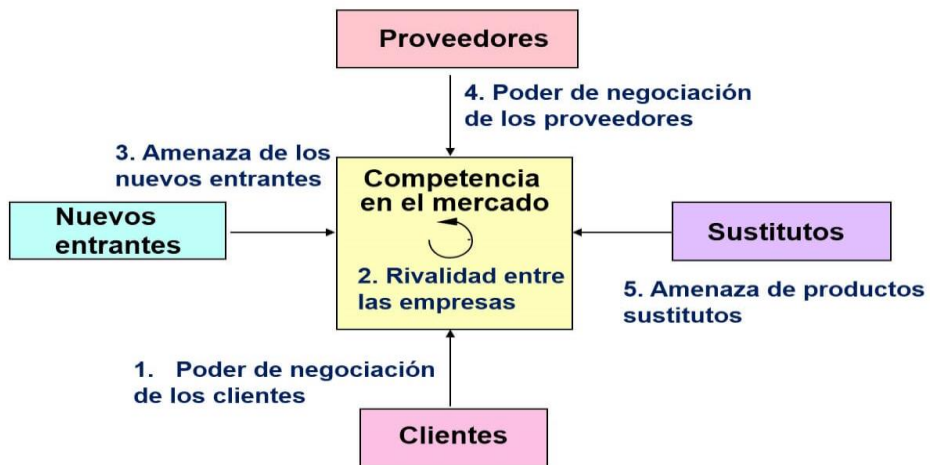 Proveedores
4. Poder de negociación
de los proveedores
3. Amenaza de los
nuevos entrantes
Competencia
en el mercado
Nuevos
entrantes
Sustitutos
2. Rivalidad entre
las empresas
5. Amenaza de productos
sustitutos
1. Poder de negociación
de los clientes
Clientes